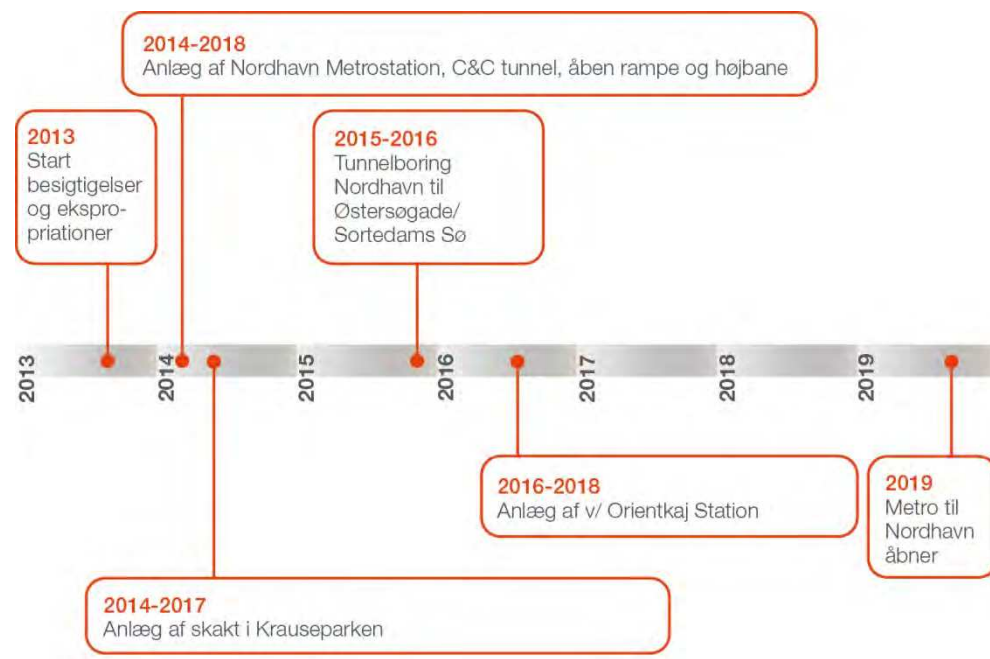 2014-2018
Anlæg af Nordhavn Metrostation, C&C tunnel, åben rampe og højbane
2013
Start
besigtigelser
og ekspro-
priationer
2015-2016
Tunnelboring
Nordhavn til
Østersøgade/
Sortedams Sø
2013
2014
2015
2016
2017
2018
2019
2016-2018
Anlæg af v/ Orientkaj Station
2019
Metro til
Nordhavn
åbner
2014-2017
Anlæg af skakt i Krauseparken